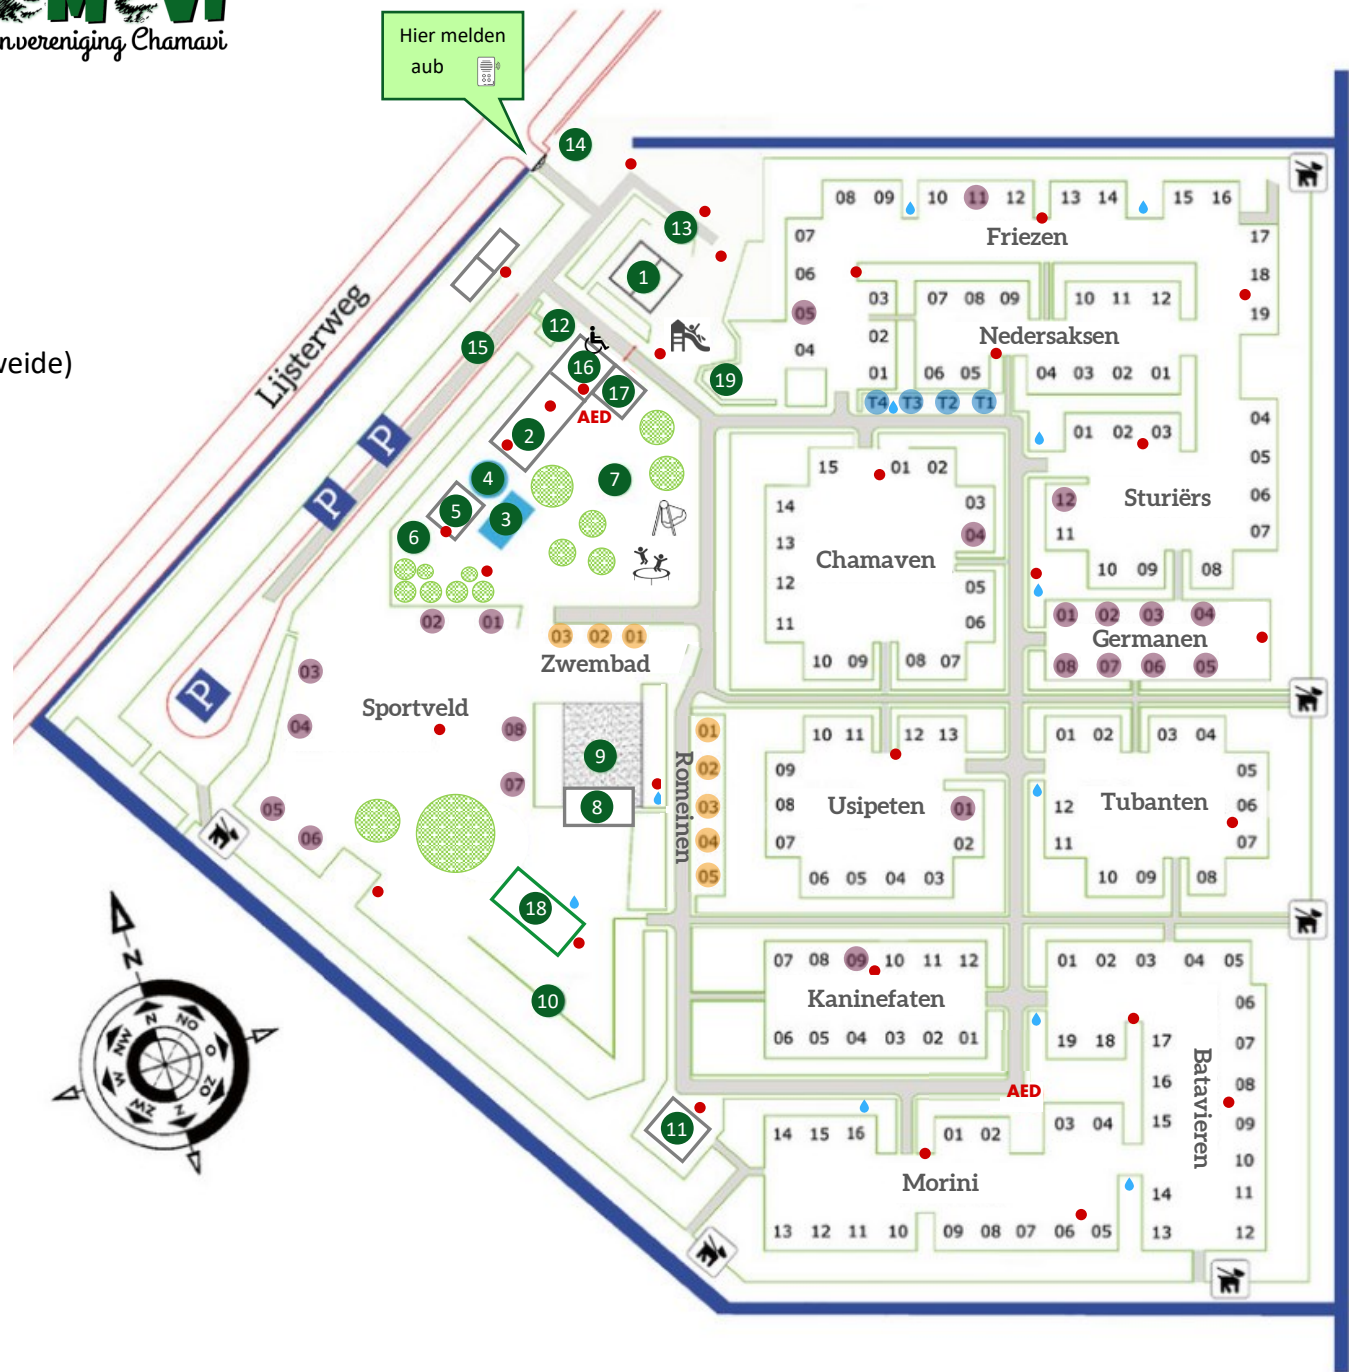 nvereniging Chamavi
Hier melden
aub
veide)
Lijsterweg
14
13
1
12
15
16
17
19
AED
2
4
3
5
6
7
P
P
P
02 01
03
04
05
06
07
08
Sportveld
03 02 01
Zwembad
9
8
18
10
11
Romeinen
01
02
03
04
05
08 09 10 11 12 13 14 15 16
07
06
05
04
Friezen
17
18
19
03
02
01
07 08 09 10 11 12
Nedersaksen
06 05 04 03 02 01
T4 T3 T2 T1
01 02 03
04
05
06
07
12
11
Sturiërs
10 09 08
15 01 02
14
13
12
11
03
04
05
06
Chamaven
10 09 08 07
01 02 03 04
Germanen
08 07 06 05
10 11 12 13
09
08
07
Usipeten
01
02
06 05 04 03
01 02 03 04
05
06
07
12
11
Tubanten
10 09 08
07 08 09 10 11 12
Kaninefaten
06 05 04 03 02 01
01 02 03 04 05
06
07
08
09
10
11
12
19 18 17
16
15
14
13
Batavieren
AED
14 15 16 01 02 03 04
Morini
13 12 11 10 09 08 07 06 05
N
N
NO
O
OZ
Z
ZW
W
NW